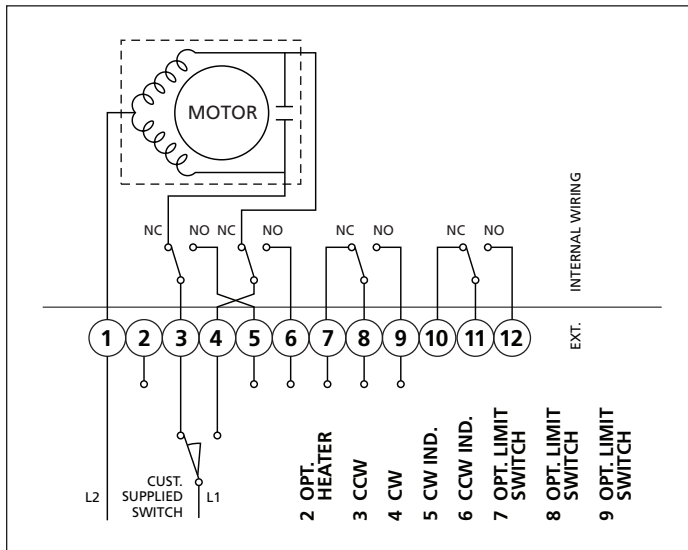 MOTOR
NC
NO
NC
NO
NC
NO
NC
NO
INTERNAL WIRING
1
2
3
4
5
6
7
8
9
10
11
12
EXT.
L2
CUST.
SUPPLIED
SWITCH
L1
2 OPT.
HEATER
3 CCW
4 CW
5 CW IND.
6 CCW IND.
7 OPT. LIMIT
SWITCH
8 OPT. LIMIT
SWITCH
9 OPT. LIMIT
SWITCH